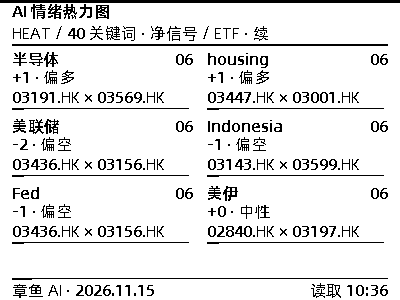 AI 情绪热力图
HEAT / 40 关键词 · 净信号 / ETF · 续
半导体 06
+1 · 偏多
03191.HK × 03569.HK
housing 06
+1 · 偏多
03447.HK × 03001.HK
美联储 06
-2 · 偏空
03436.HK × 03156.HK
Indonesia 06
-1 · 偏空
03143.HK × 03599.HK
Fed 06
-1 · 偏空
03436.HK × 03156.HK
美伊 06
+0 · 中性
02840.HK × 03197.HK
章鱼 AI · 2026.11.15 读取 10:36